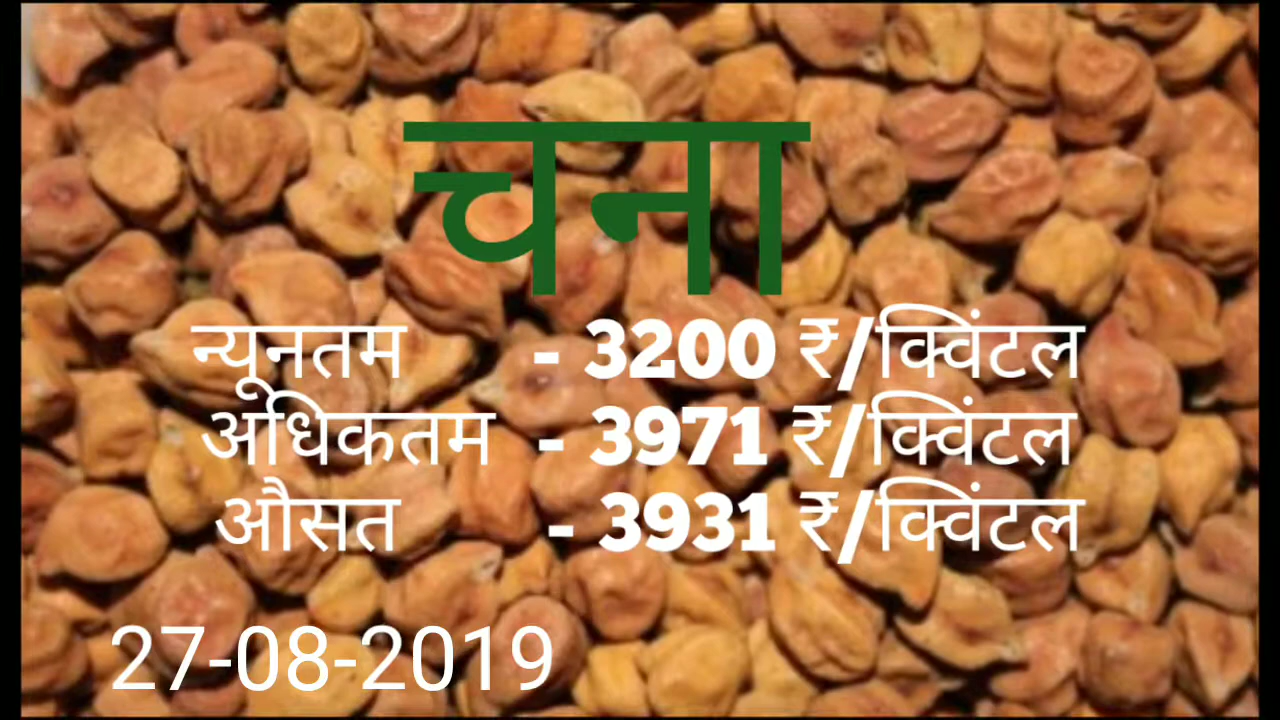 चना
न्यूनतम - 3200 ₹/क्विंटल
अधिकतम - 3971 ₹/क्विंटल
औसत - 3931 ₹/क्विंटल
27-08-2019